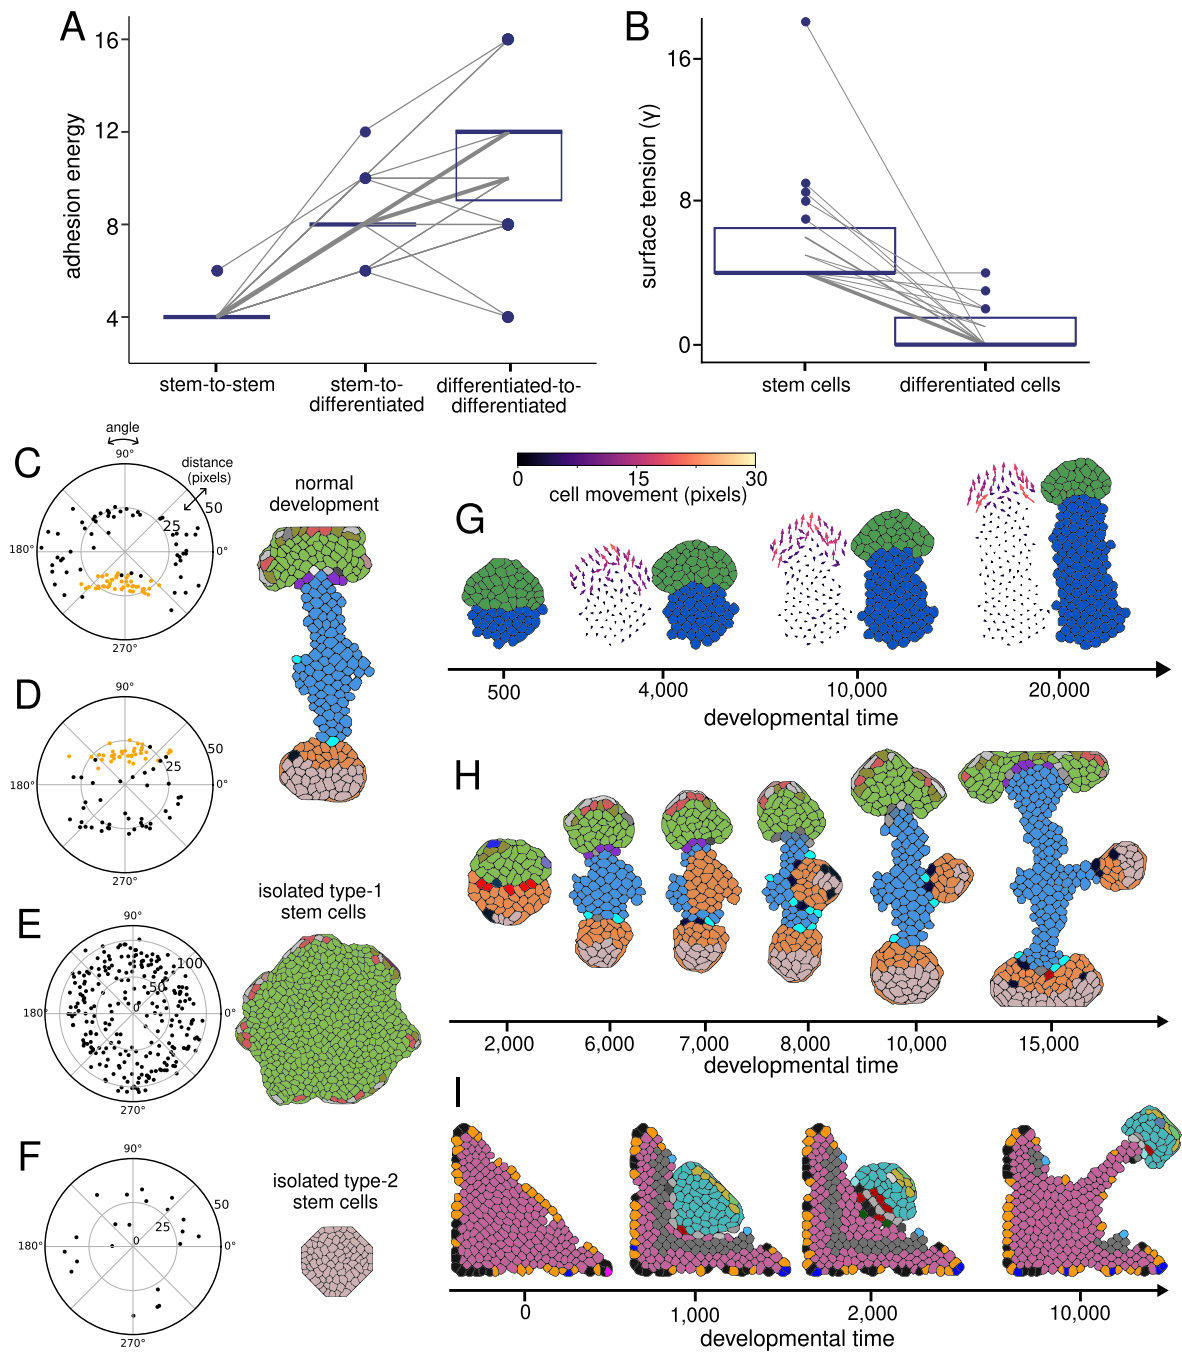 A
16
12
8
4
adhesion energy
stem-to-stem
stem-to-
differentiated
differentiated-to-
differentiated
B
16
8
0
surface tension (γ)
stem cells
differentiated cells
C
angle
90°
distance
(pixels)
50
25
180°
0°
270°
normal
development
D
90°
50
25
180°
0°
270°
E
90°
100
50
0
180°
0°
270°
isolated type-1
stem cells
F
90°
50
25
0
180°
0°
270°
isolated type-2
stem cells
0
15
30
cell movement (pixels)
G
500
4,000
10,000
20,000
developmental time
H
2,000
6,000
7,000
8,000
10,000
15,000
developmental time
I
0
1,000
2,000
10,000
developmental time